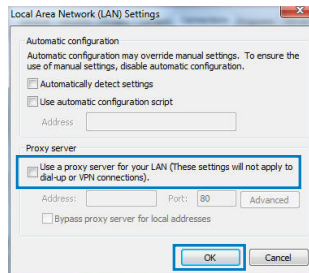 Local Area Network (LAN) Settings
Automatic configuration
Automatic configuration may override manual settings. To ensure the
use of manual settings, disable automatic configuration.
Automatically detect settings
Use automatic configuration script
Address
Proxy server
Use a proxy server for your LAN (These settings will not apply to
dial-up or VPN connections).
Address:
Port: 80 Advanced
Bypass proxy server for local addresses
OK Cancel